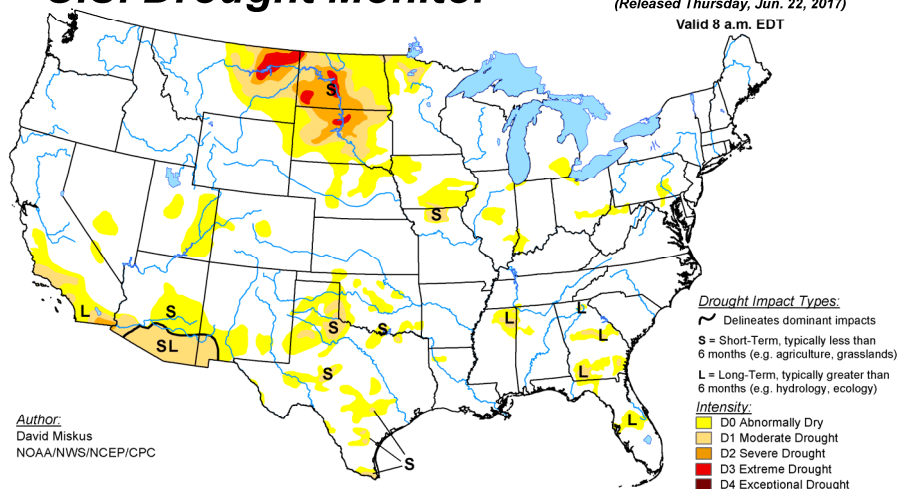 U.S. Drought Monitor
(Released Thursday, Jun. 22, 2017)
Valid 8 a.m. EDT
S
S
L
S
SL
S
S
S
S
L
L
L
L
L
Drought Impact Types:
Delineates dominant impacts
S = Short-Term, typically less than
6 months (e.g. agriculture, grasslands)
L = Long-Term, typically greater than
6 months (e.g. hydrology, ecology)
Intensity:
D0 Abnormally Dry
D1 Moderate Drought
D2 Severe Drought
D3 Extreme Drought
D4 Exceptional Drought
Author:
David Miskus
NOAA/NWS/NCEP/CPC